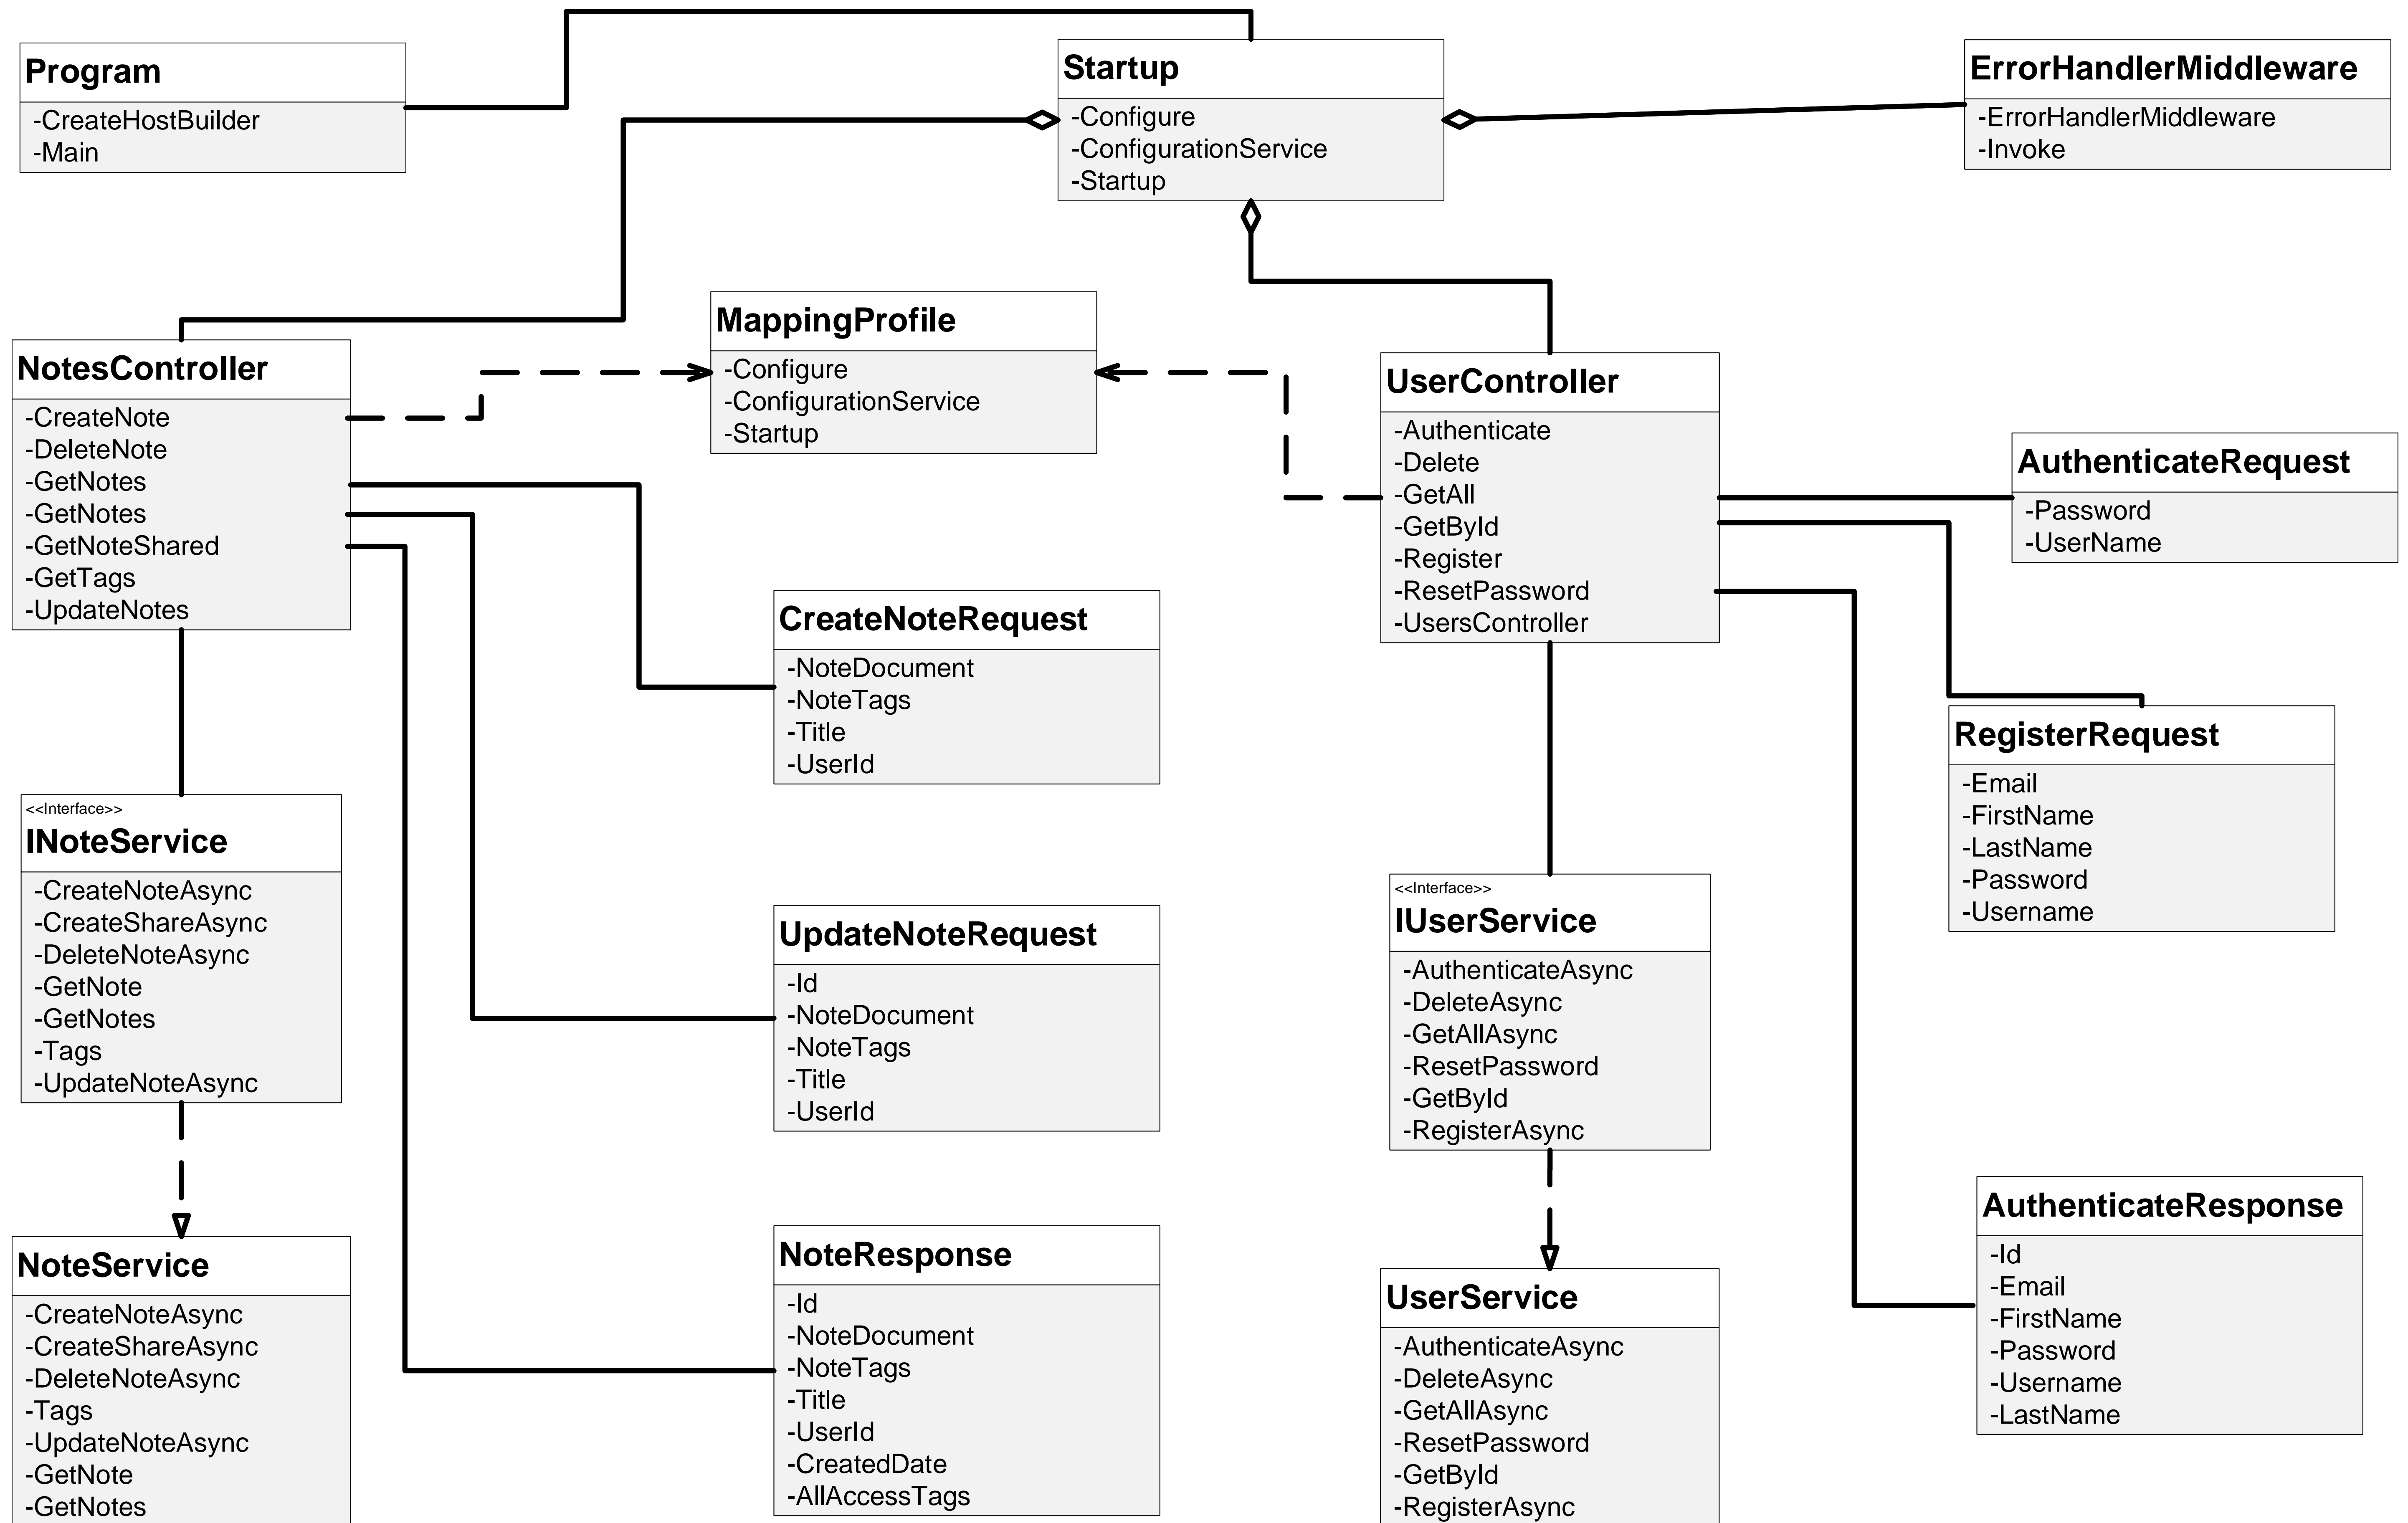 Program
-CreateHostBuilder
-Main
Startup
-Configure
-ConfigurationService
-Startup
ErrorHandlerMiddleware
-ErrorHandlerMiddleware
-Invoke
MappingProfile
-Configure
-ConfigurationService
-Startup
NotesController
-CreateNote
-DeleteNote
-GetNotes
-GetNotes
-GetNoteShared
-GetTags
-UpdateNotes
UserController
-Authenticate
-Delete
-GetAll
-GetById
-Register
-ResetPassword
-UsersController
AuthenticateRequest
-Password
-UserName
CreateNoteRequest
-NoteDocument
-NoteTags
-Title
-UserId
RegisterRequest
-Email
-FirstName
-LastName
-Password
-Username
<<Interface>>
INoteService
-CreateNoteAsync
-CreateShareAsync
-DeleteNoteAsync
-GetNote
-GetNotes
-Tags
-UpdateNoteAsync
UpdateNoteRequest
-Id
-NoteDocument
-NoteTags
-Title
-UserId
<<Interface>>
IUserService
-AuthenticateAsync
-DeleteAsync
-GetAllAsync
-ResetPassword
-GetById
-RegisterAsync
AuthenticateResponse
-Id
-Email
-FirstName
-Password
-Username
-LastName
NoteService
-CreateNoteAsync
-CreateShareAsync
-DeleteNoteAsync
-Tags
-UpdateNoteAsync
-GetNote
-GetNotes
NoteResponse
-Id
-NoteDocument
-NoteTags
-Title
-UserId
-CreatedDate
-AllAccessTags
UserService
-AuthenticateAsync
-DeleteAsync
-GetAllAsync
-ResetPassword
-GetById
-RegisterAsync